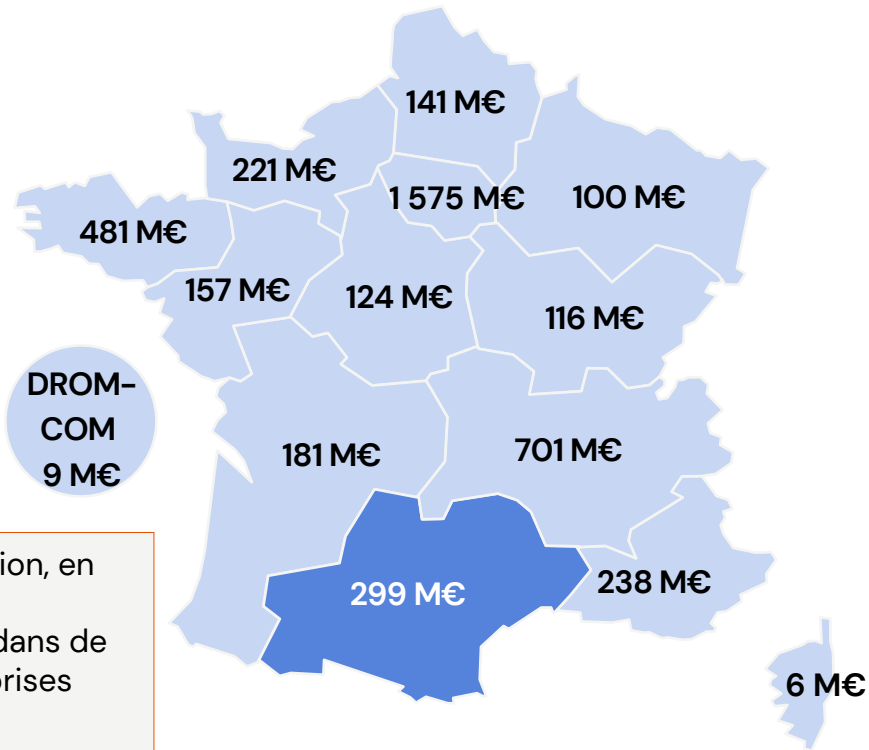 141 M€
221 M€
1 575 M€
100 M€
481 M€
157 M€
124 M€
116 M€
DROM-
COM
9 M€
181 M€
701 M€
299 M€
238 M€
6 M€
ion, en
dans de
rises